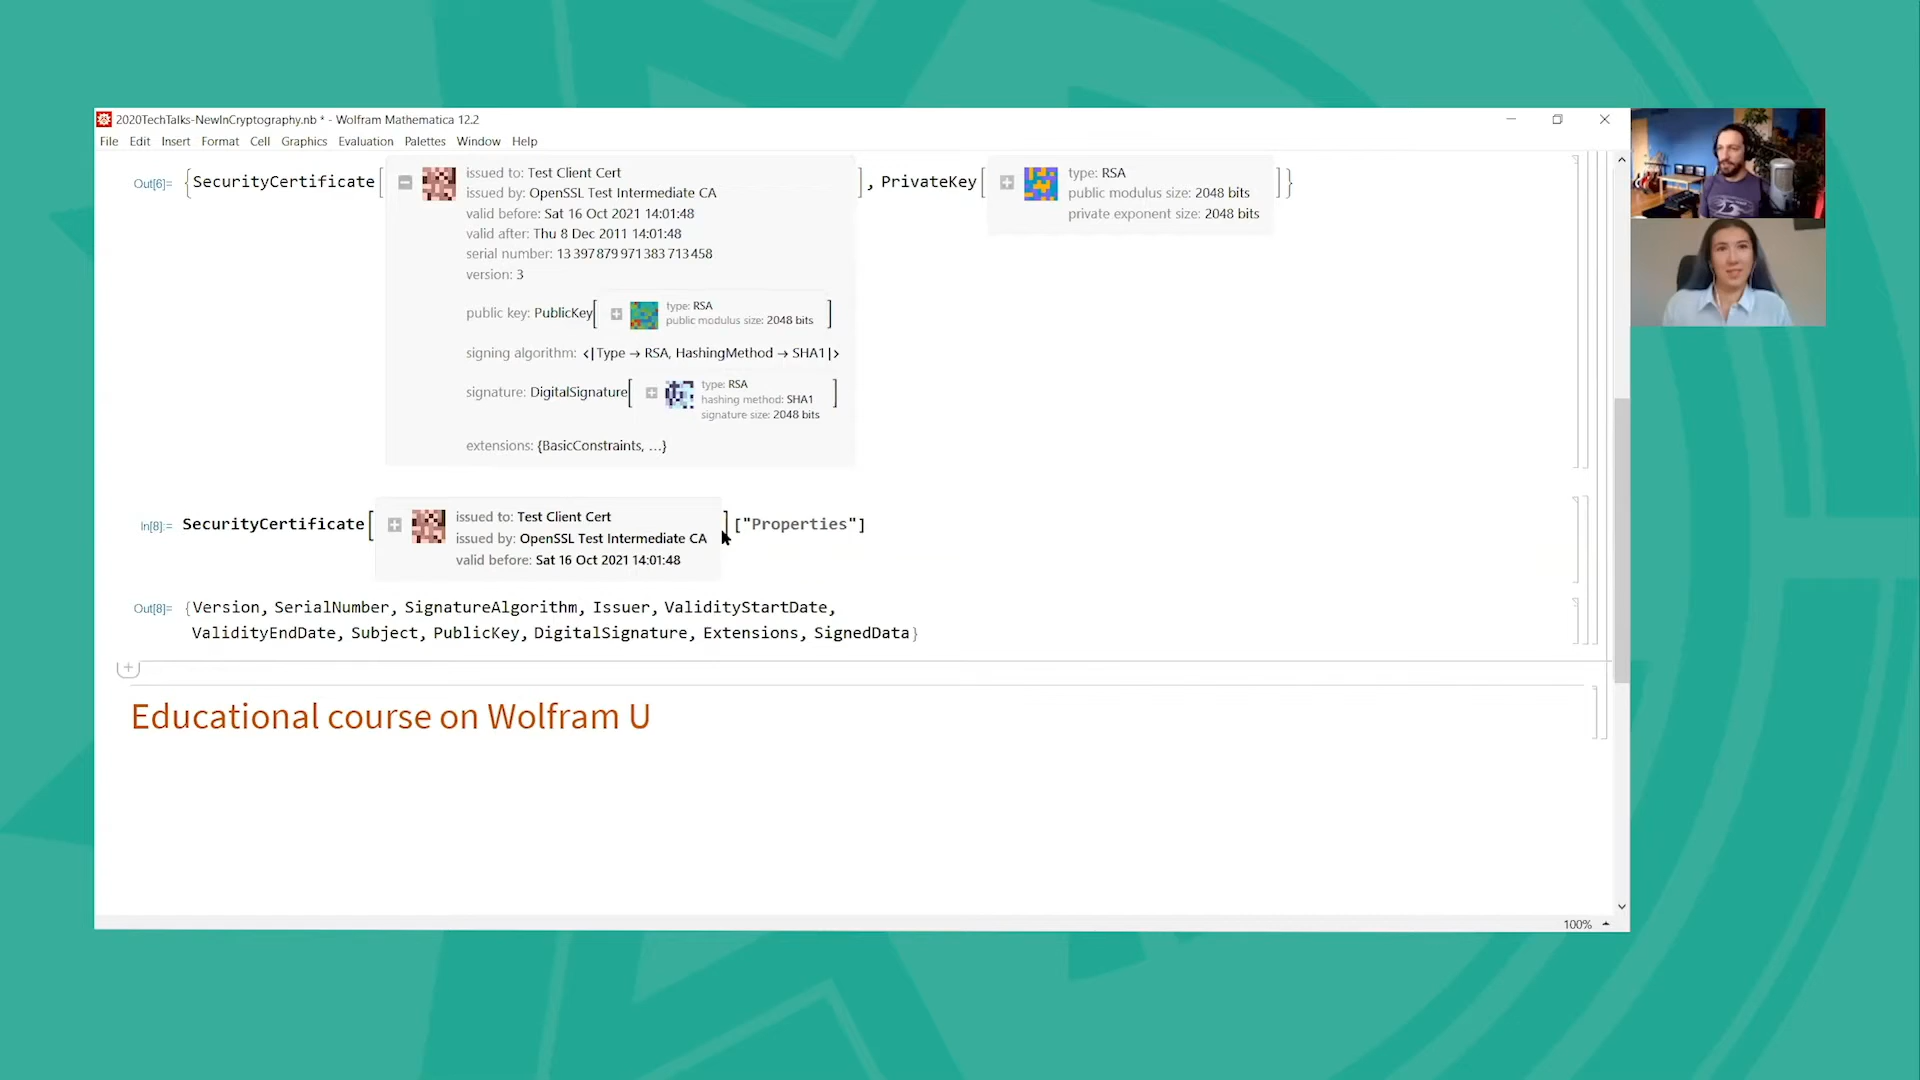 2020TechTalks-NewInCryptography.nb * - Wolfram Mathematica 12.2
File Edit Insert Format Cell Graphics Evaluation Palettes Window Help
Out[6]= {SecurityCertificate[ issued to: Test Client Cert ], PrivateKey[ type: RSA ]}
issued by: OpenSSL Test Intermediate CA public modulus size: 2048 bits
valid before: Sat 16 Oct 2021 14:01:48 private exponent size: 2048 bits
valid after: Thu 8 Dec 2011 14:01:48
serial number: 13 397 879 971 383 713 458
version: 3
public key: PublicKey[ type: RSA ]
public modulus size: 2048 bits
signing algorithm: <|Type → RSA, HashingMethod → SHA1|>
signature: DigitalSignature[ type: RSA ]
hashing method: SHA1
signature size: 2048 bits
extensions: {BasicConstraints, ...}
In[8]:= SecurityCertificate[ issued to: Test Client Cert ]["Properties"]
issued by: OpenSSL Test Intermediate CA
valid before: Sat 16 Oct 2021 14:01:48
Out[8]= {Version, SerialNumber, SignatureAlgorithm, Issuer, ValidityStartDate,
ValidityEndDate, Subject, PublicKey, DigitalSignature, Extensions, SignedData}
Educational course on Wolfram U
100%